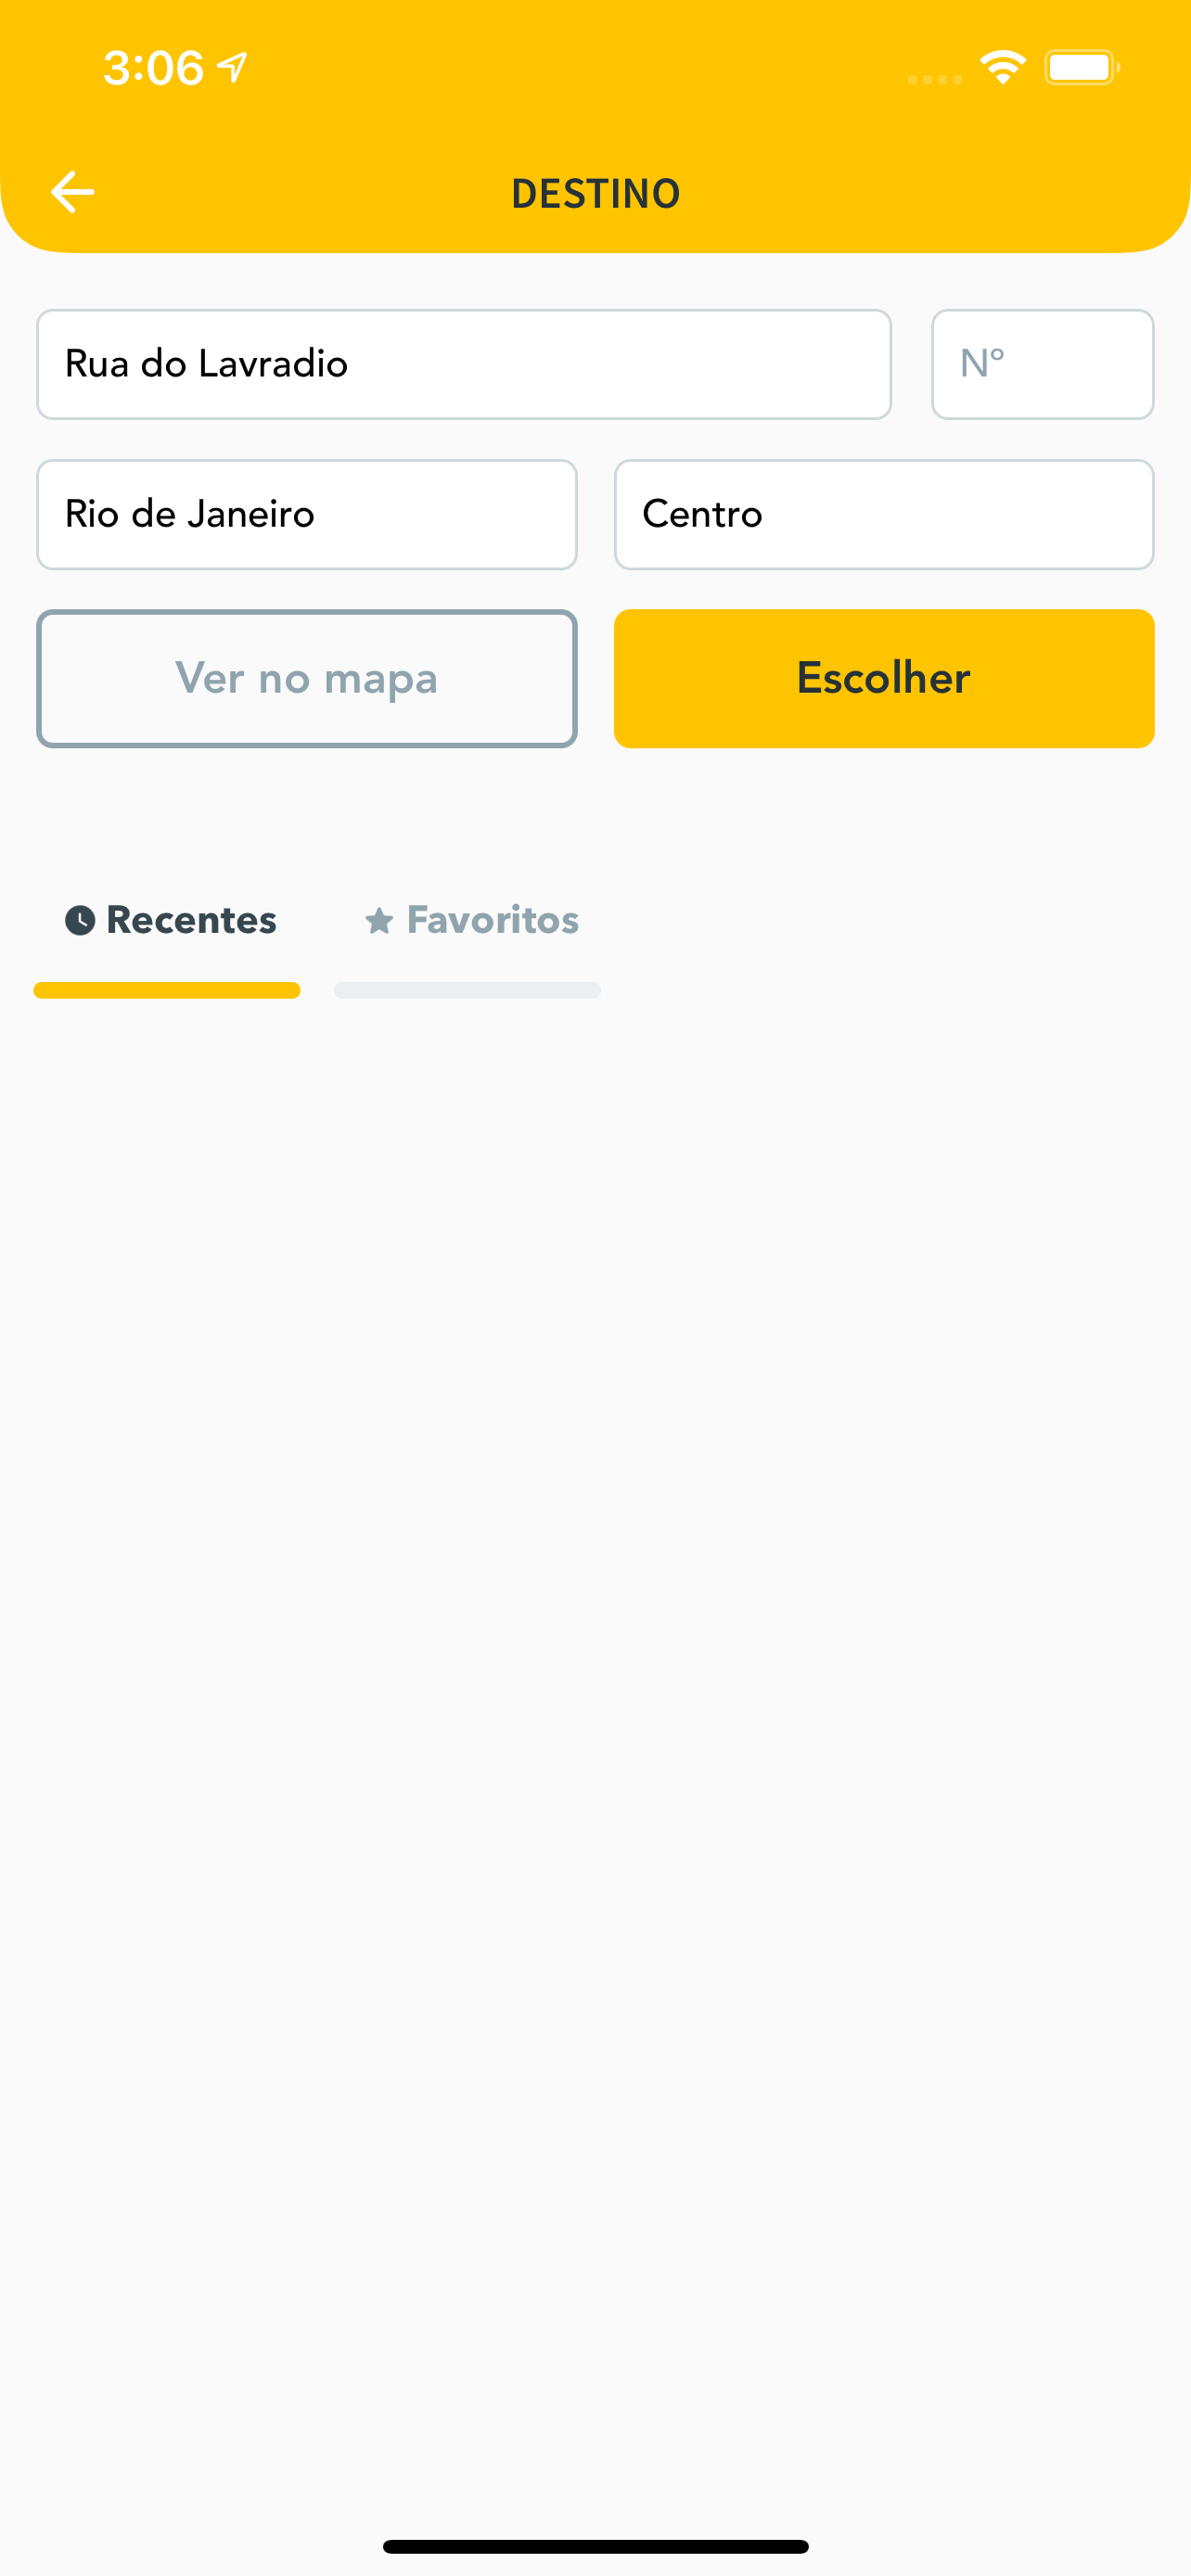 3:06
DESTINO
Rua do Lavradio
Nº
Rio de Janeiro
Centro
Ver no mapa
Escolher
Recentes
Favoritos